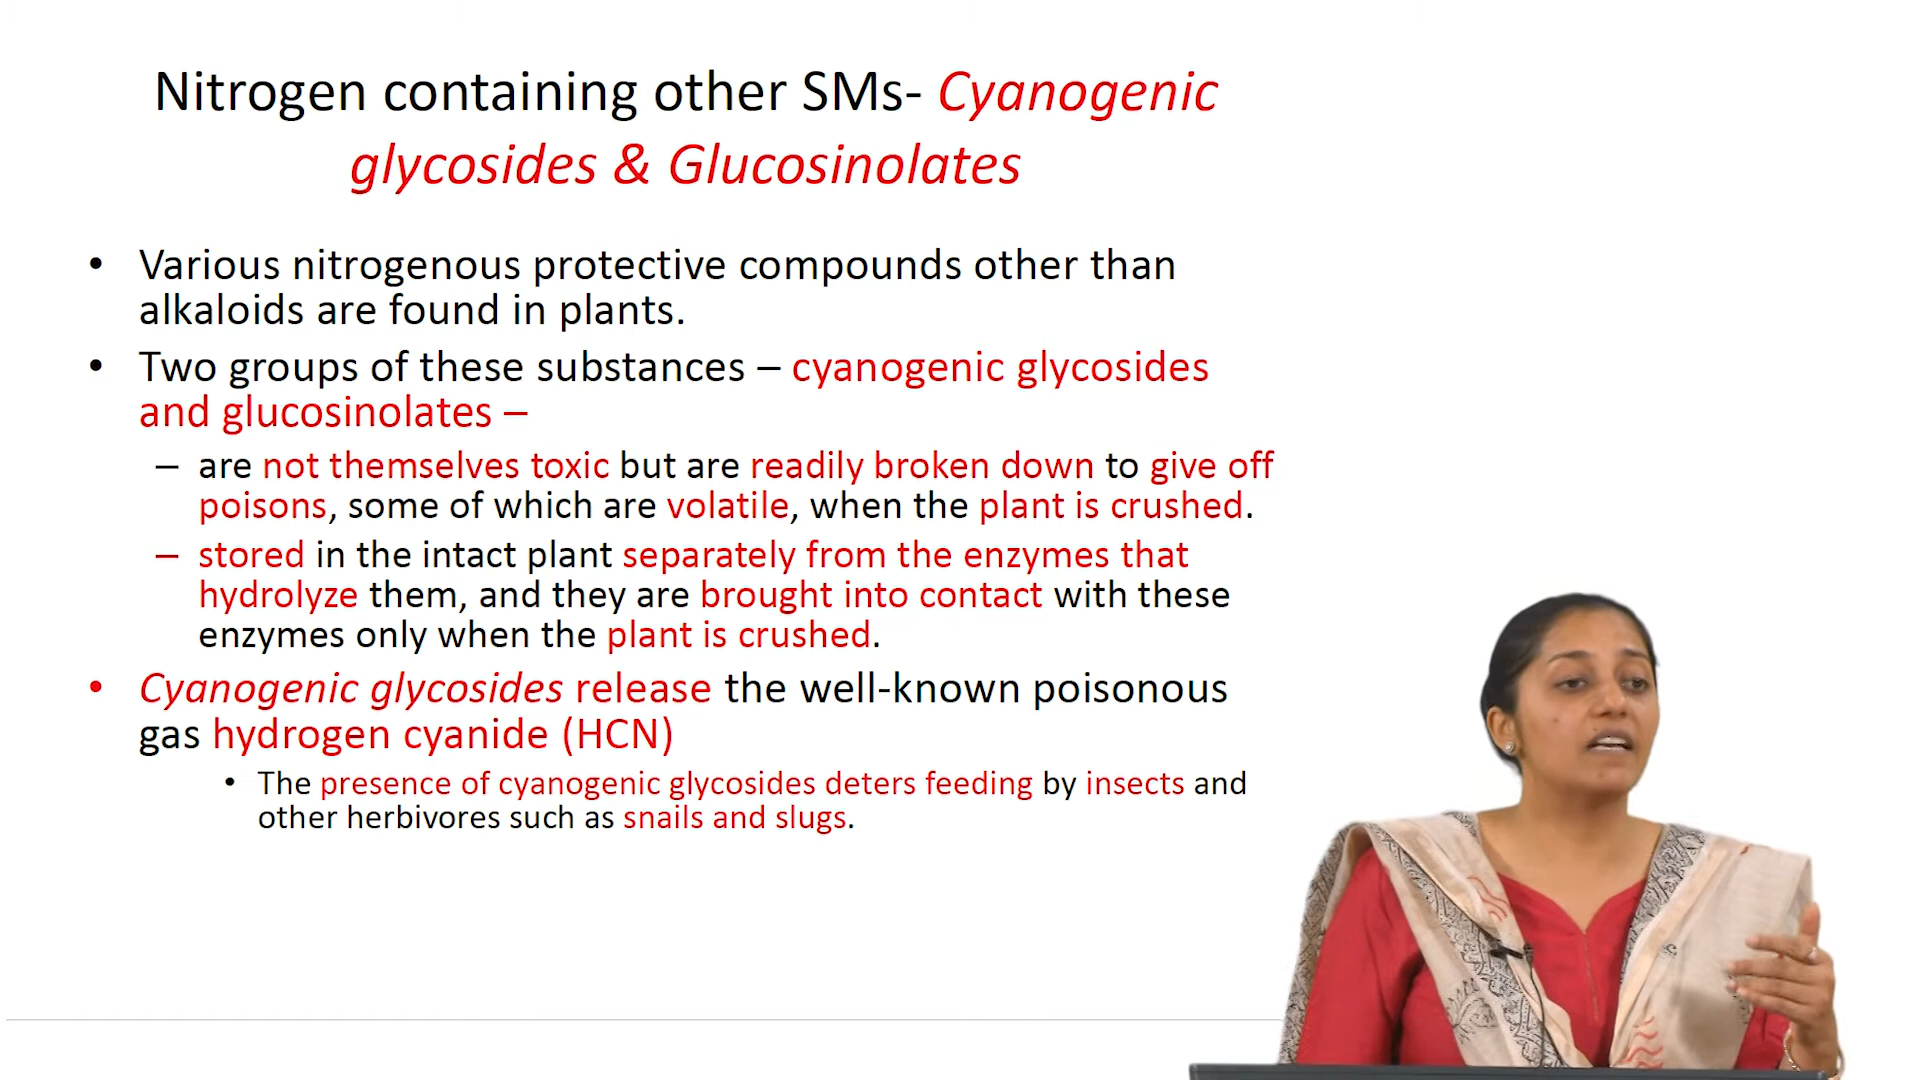 Nitrogen containing other SMs- Cyanogenic
glycosides & Glucosinolates
• Various nitrogenous protective compounds other than
alkaloids are found in plants.
• Two groups of these substances – cyanogenic glycosides
and glucosinolates –
– are not themselves toxic but are readily broken down to give off
poisons, some of which are volatile, when the plant is crushed.
– stored in the intact plant separately from the enzymes that
hydrolyze them, and they are brought into contact with these
enzymes only when the plant is crushed.
• Cyanogenic glycosides release the well-known poisonous
gas hydrogen cyanide (HCN)
• The presence of cyanogenic glycosides deters feeding by insects and
other herbivores such as snails and slugs.